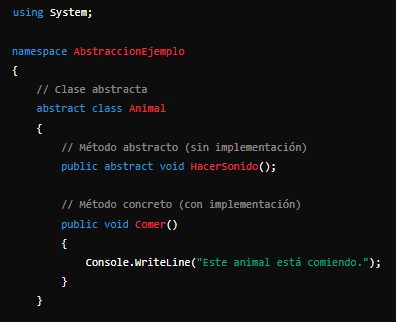 using System;
namespace AbstraccionEjemplo
{
// Clase abstracta
abstract class Animal
{
// Método abstracto (sin implementación)
public abstract void HacerSonido();
// Método concreto (con implementación)
public void Comer()
{
Console.WriteLine("Este animal está comiendo.");
}
}